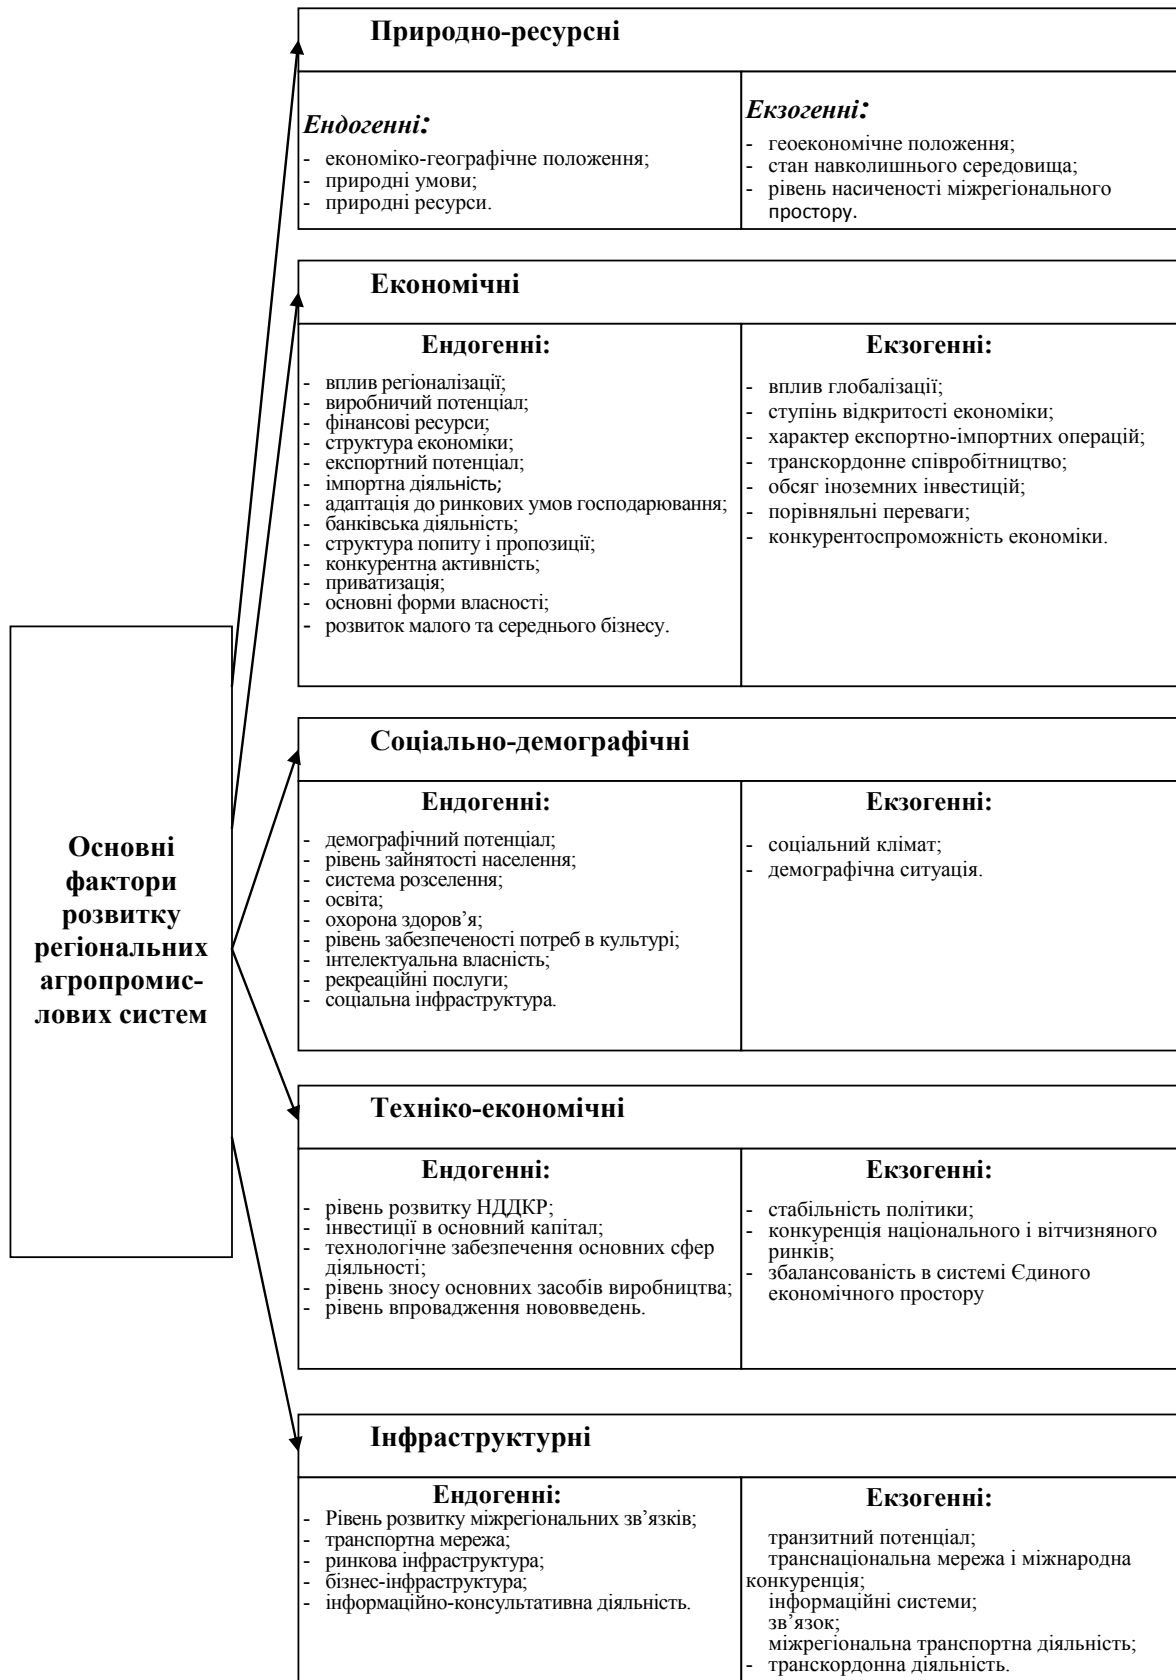 Природно-ресурсні
Ендогенні:
- економіко-географічне положення;
- природні умови;
- природні ресурси.
Екзогенні:
- геоекономічне положення;
- стан навколишнього середовища;
- рівень насиченості міжрегіонального
простору.
Економічні
Ендогенні:
- вплив регіоналізації;
- виробничий потенціал;
- фінансові ресурси;
- структура економіки;
- експортний потенціал;
- імпортна діяльність;
- адаптація до ринкових умов господарювання;
- банківська діяльність;
- структура попиту і пропозиції;
- конкурентна активність;
- приватизація;
- основні форми власності;
- розвиток малого та середнього бізнесу.
Екзогенні:
- вплив глобалізації;
- ступінь відкритості економіки;
- характер експортно-імпортних операцій;
- транскордонне співробітництво;
- обсяг іноземних інвестицій;
- порівняльні переваги;
- конкурентоспроможність економіки.
Основні
фактори
розвитку
регіональних
агропромис-
лових систем
Соціально-демографічні
Ендогенні:
- демографічний потенціал;
- рівень зайнятості населення;
- система розселення;
- освіта;
- охорона здоров’я;
- рівень забезпеченості потреб в культурі;
- інтелектуальна власність;
- рекреаційні послуги;
- соціальна інфраструктура.
Екзогенні:
- соціальний клімат;
- демографічна ситуація.
Техніко-економічні
Ендогенні:
- рівень розвитку НДДКР;
- інвестиції в основний капітал;
- технологічне забезпечення основних сфер
діяльності;
- рівень зносу основних засобів виробництва;
- рівень впровадження нововведень.
Екзогенні:
- стабільність політики;
- конкуренція національного і вітчизняного
ринків;
- збалансованість в системі Єдиного
економічного простору
Інфраструктурні
Ендогенні:
- Рівень розвитку міжрегіональних зв’язків;
- транспортна мережа;
- ринкова інфраструктура;
- бізнес-інфраструктура;
- інформаційно-консультативна діяльність.
Екзогенні:
транзитний потенціал;
транснаціональна мережа і міжнародна
конкуренція;
інформаційні системи;
зв’язок;
міжрегіональна транспортна діяльність;
- транскордонна діяльність.